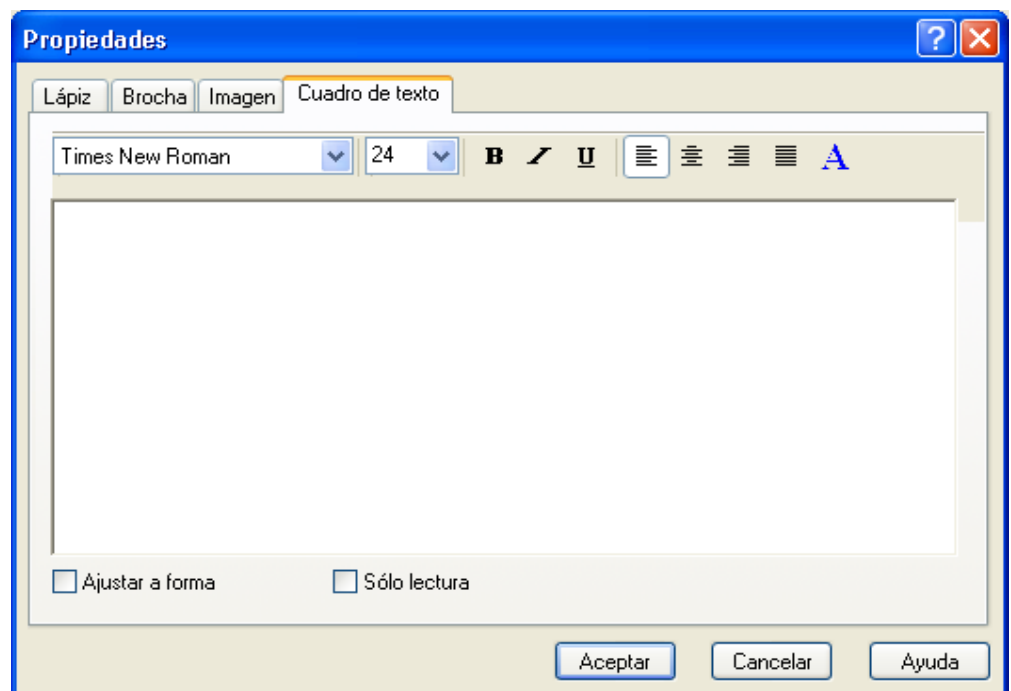 Propiedades
Lápiz Brocha Imagen Cuadro de texto
Times New Roman 24 B I U A
Ajustar a forma Sólo lectura
Aceptar Cancelar Ayuda